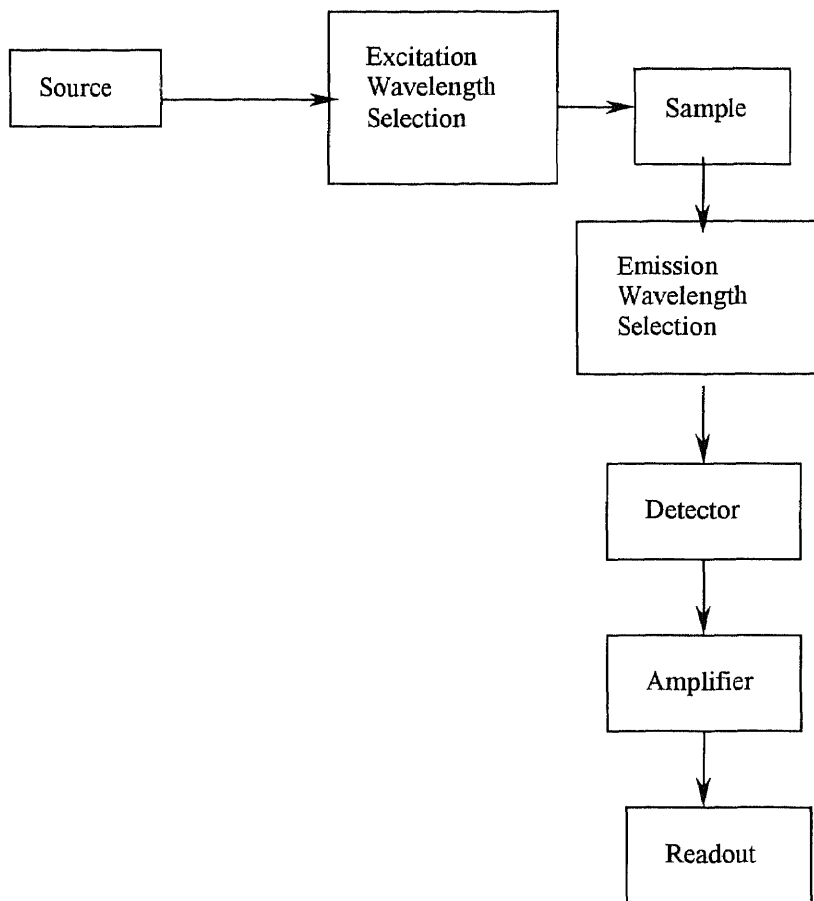 Source
Excitation
Wavelength
Selection
Sample
Emission
Wavelength
Selection
Detector
Amplifier
Readout